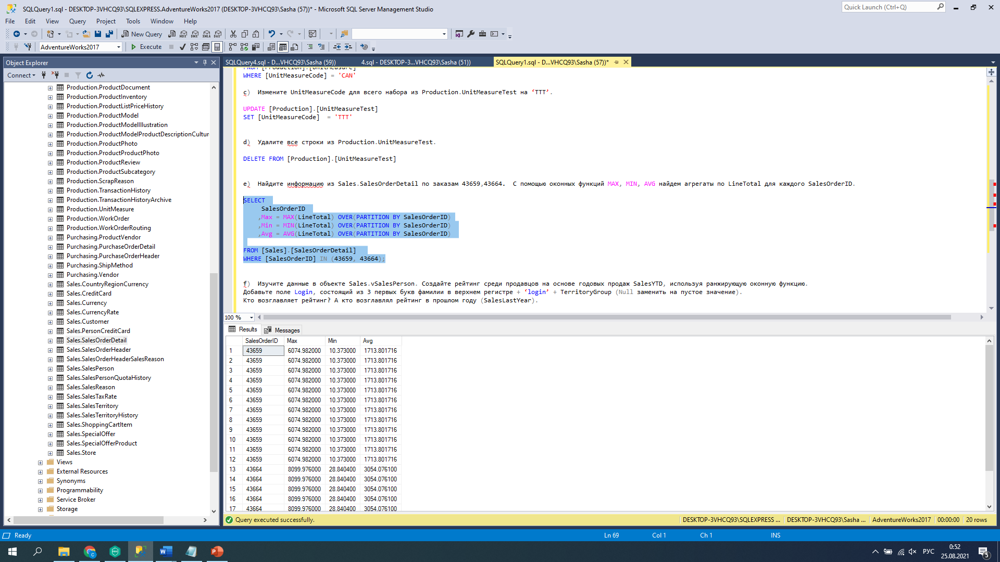 SQLQuery1.sql - DESKTOP-3VHCQ93\SQLEXPRESS.AdventureWorks2017 (DESKTOP-3VHCQ93\Sasha (57))* - Microsoft SQL Server Management Studio
Quick Launch (Ctrl+Q)
File Edit View Query Project Tools Window Help
New Query
AdventureWorks2017
Execute
Object Explorer
Connect
Production.ProductDocument
Production.ProductInventory
Production.ProductListPriceHistory
Production.ProductModel
Production.ProductModelIllustration
Production.ProductModelProductDescriptionCultur
Production.ProductPhoto
Production.ProductProductPhoto
Production.ProductReview
Production.ProductSubcategory
Production.ScrapReason
Production.TransactionHistory
Production.TransactionHistoryArchive
Production.UnitMeasure
Production.WorkOrder
Production.WorkOrderRouting
Purchasing.ProductVendor
Purchasing.PurchaseOrderDetail
Purchasing.PurchaseOrderHeader
Purchasing.ShipMethod
Purchasing.Vendor
Sales.CountryRegionCurrency
Sales.CreditCard
Sales.Currency
Sales.CurrencyRate
Sales.Customer
Sales.PersonCreditCard
Sales.SalesOrderDetail
Sales.SalesOrderHeader
Sales.SalesOrderHeaderSalesReason
Sales.SalesPerson
Sales.SalesPersonQuotaHistory
Sales.SalesReason
Sales.SalesTaxRate
Sales.SalesTerritory
Sales.SalesTerritoryHistory
Sales.ShoppingCartItem
Sales.SpecialOffer
Sales.SpecialOfferProduct
Sales.Store
Views
External Resources
Synonyms
Programmability
Service Broker
Storage
SQLQuery4.sql - D...VHCQ93\Sasha (59))
4.sql - DESKTOP-3...VHCQ93\Sasha (51))
SQLQuery1.sql - D...VHCQ93\Sasha (57))*
FROM [Production].[UnitMeasure]
WHERE [UnitMeasureCode] = 'CAN'
c) Измените UnitMeasureCode для всего набора из Production.UnitMeasureTest на ‘TTT’.
UPDATE [Production].[UnitMeasureTest]
SET [UnitMeasureCode] = 'TTT'
d) Удалите все строки из Production.UnitMeasureTest.
DELETE FROM [Production].[UnitMeasureTest]
e) Найдите информацию из Sales.SalesOrderDetail по заказам 43659,43664. С помощью оконных функций MAX, MIN, AVG найдем агрегаты по LineTotal для каждого SalesOrderID.
SELECT
SalesOrderID
,Max = MAX(LineTotal) OVER(PARTITION BY SalesOrderID)
,Min = MIN(LineTotal) OVER(PARTITION BY SalesOrderID)
,Avg = AVG(LineTotal) OVER(PARTITION BY SalesOrderID)
FROM [Sales].[SalesOrderDetail]
WHERE [SalesOrderID] IN (43659, 43664);
f) Изучите данные в объекте Sales.vSalesPerson. Создайте рейтинг среди продавцов на основе годовых продаж SalesYTD, используя ранжирующую оконную функцию.
Добавьте поле Login, состоящий из 3 первых букв фамилии в верхнем регистре + ‘login’ + TerritoryGroup (Null заменить на пустое значение).
Кто возглавляет рейтинг? А кто возглавлял рейтинг в прошлом году (SalesLastYear).
100 %
Results Messages
SalesOrderID Max Min Avg
1 43659 6074.982000 10.373000 1713.801716
2 43659 6074.982000 10.373000 1713.801716
3 43659 6074.982000 10.373000 1713.801716
4 43659 6074.982000 10.373000 1713.801716
5 43659 6074.982000 10.373000 1713.801716
6 43659 6074.982000 10.373000 1713.801716
7 43659 6074.982000 10.373000 1713.801716
8 43659 6074.982000 10.373000 1713.801716
9 43659 6074.982000 10.373000 1713.801716
10 43659 6074.982000 10.373000 1713.801716
11 43659 6074.982000 10.373000 1713.801716
12 43659 6074.982000 10.373000 1713.801716
13 43664 8099.976000 28.840400 3054.076100
14 43664 8099.976000 28.840400 3054.076100
15 43664 8099.976000 28.840400 3054.076100
16 43664 8099.976000 28.840400 3054.076100
17 43664 8099.976000 28.840400 3054.076100
Query executed successfully.
DESKTOP-3VHCQ93\SQLEXPRESS ... DESKTOP-3VHCQ93\Sasha ... AdventureWorks2017 00:00:00 20 rows
Ready
Ln 69 Col 1 Ch 1 INS
РУС
0:52
25.08.2021
5